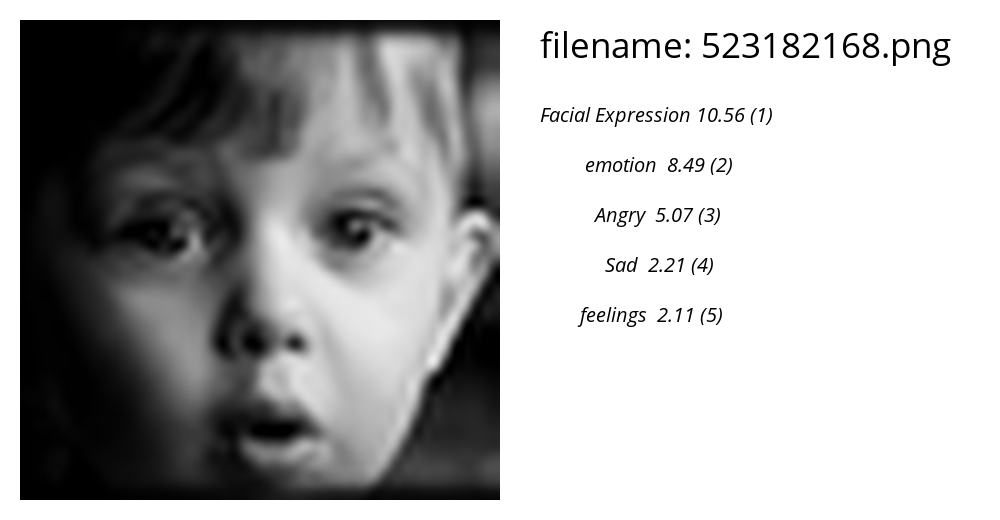 filename: 523182168.png
Facial Expression 10.56 (1)
emotion 8.49 (2)
Angry 5.07 (3)
Sad 2.21 (4)
feelings 2.11 (5)